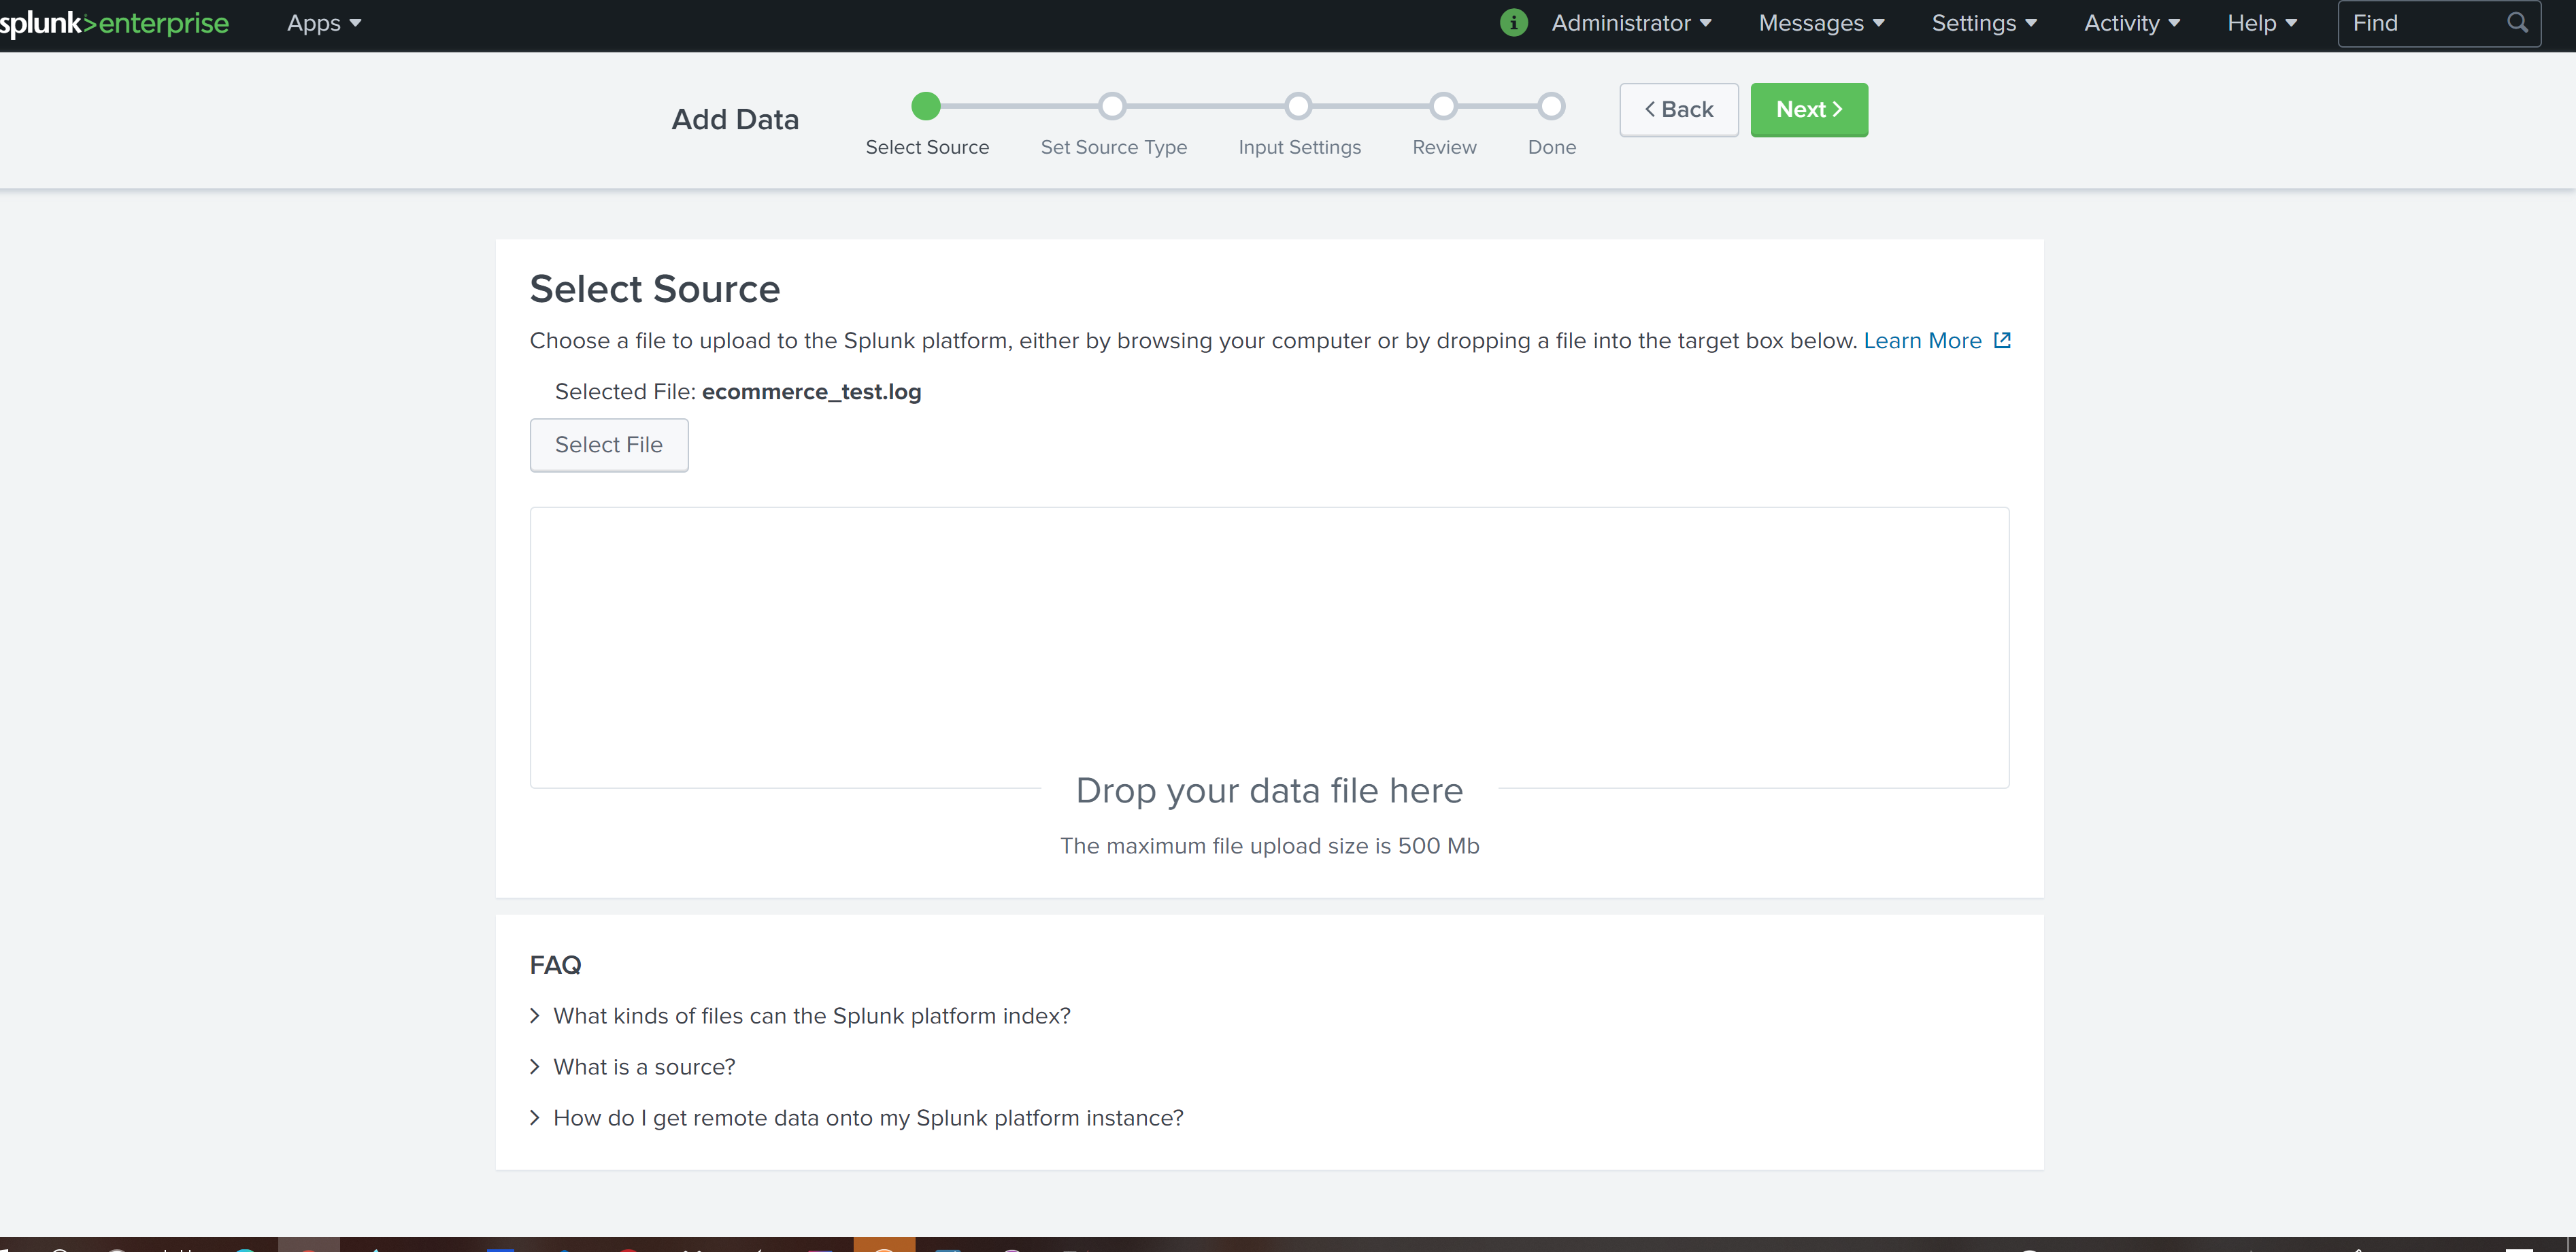 splunk>enterprise Apps Administrator Messages Settings Activity Help Find
Add Data
Select Source Set Source Type Input Settings Review Done
Back Next
Select Source
Choose a file to upload to the Splunk platform, either by browsing your computer or by dropping a file into the target box below. Learn More
Selected File: ecommerce_test.log
Select File
Drop your data file here
The maximum file upload size is 500 Mb
FAQ
What kinds of files can the Splunk platform index?
What is a source?
How do I get remote data onto my Splunk platform instance?